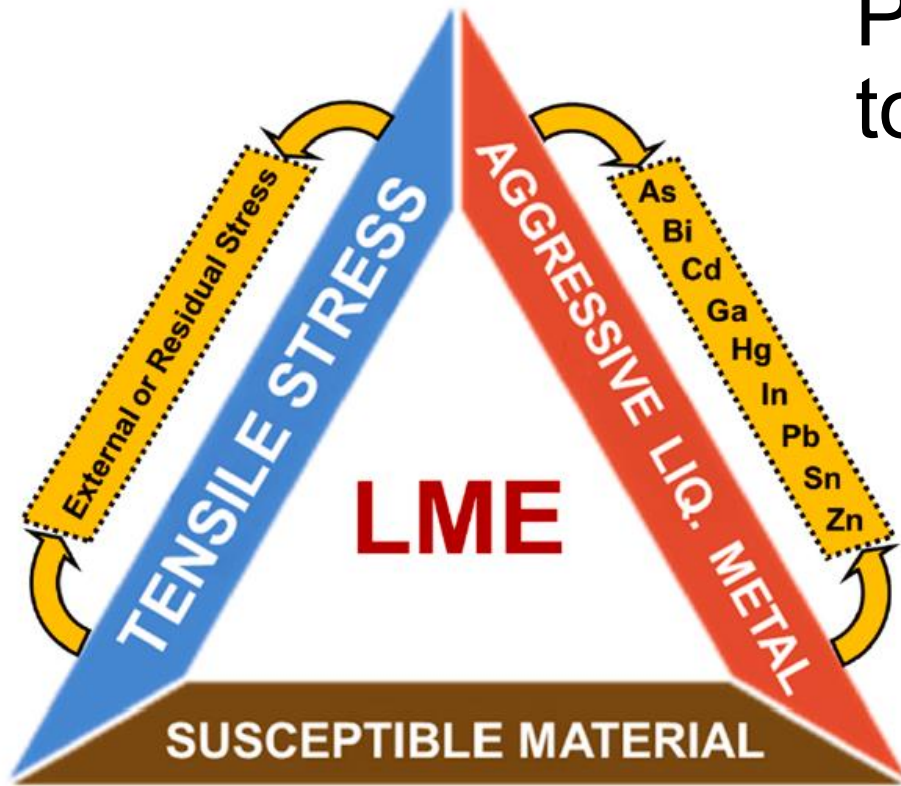 to
External or Residual Stress
TENSILE STRESS
AGGRESSIVE LIQ. METAL
As
Bi
Cd
Ga
Hg
In
Pb
Sn
Zn
LME
SUSCEPTIBLE MATERIAL